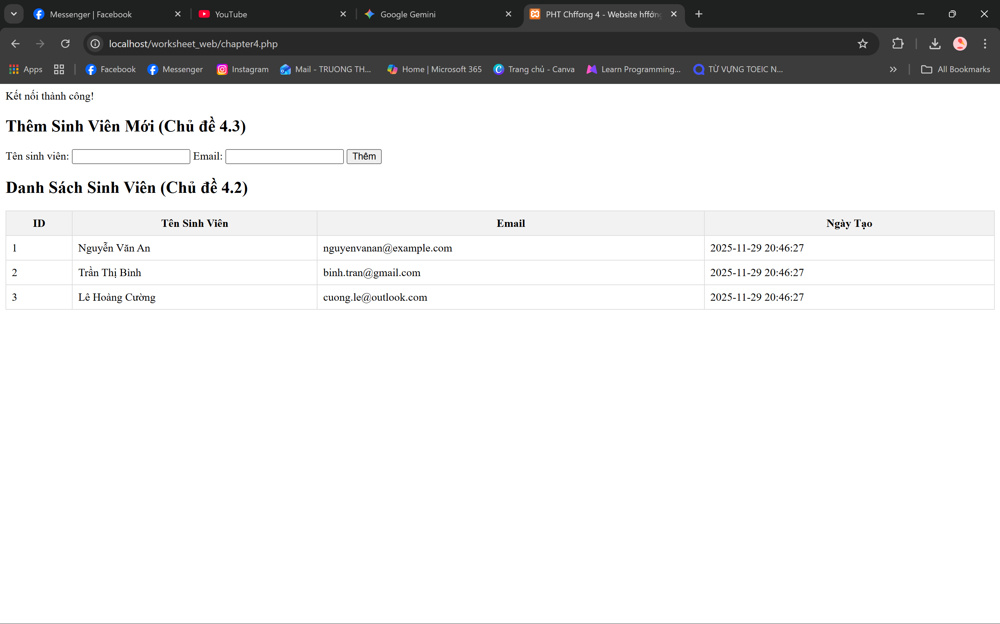 Messenger | Facebook
YouTube
Google Gemini
PHT Chffơng 4 - Website hffớng
localhost/worksheet_web/chapter4.php
Apps
Facebook
Messenger
Instagram
Mail - TRUONG TH...
Home | Microsoft 365
Trang chủ - Canva
Learn Programming...
TỪ VỰNG TOEIC N...
All Bookmarks
Kết nối thành công!
Thêm Sinh Viên Mới (Chủ đề 4.3)
Tên sinh viên: Email: Thêm
Danh Sách Sinh Viên (Chủ đề 4.2)
ID Tên Sinh Viên Email Ngày Tạo
1 Nguyễn Văn An nguyenvanan@example.com 2025-11-29 20:46:27
2 Trần Thị Bình binh.tran@gmail.com 2025-11-29 20:46:27
3 Lê Hoàng Cường cuong.le@outlook.com 2025-11-29 20:46:27